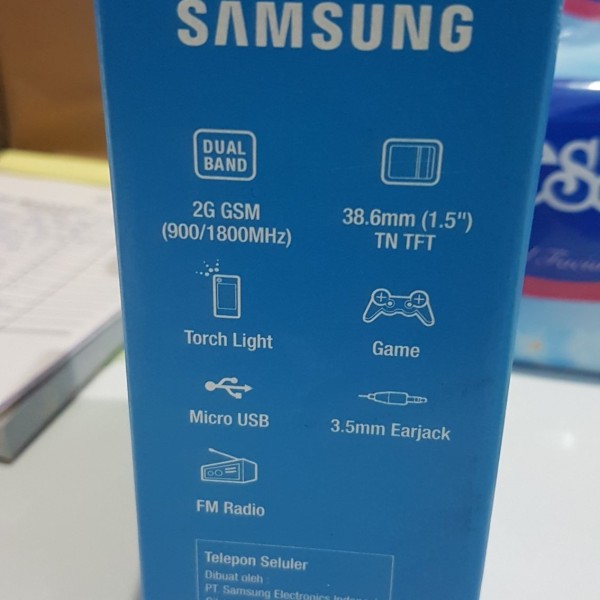 SAMSUNG
DUAL
BAND
2G GSM
(900/1800MHz)
38.6mm (1.5")
TN TFT
Torch Light
Game
Micro USB
3.5mm Earjack
FM Radio
Telepon Seluler
Dibuat oleh :
PT. Samsung Electronics